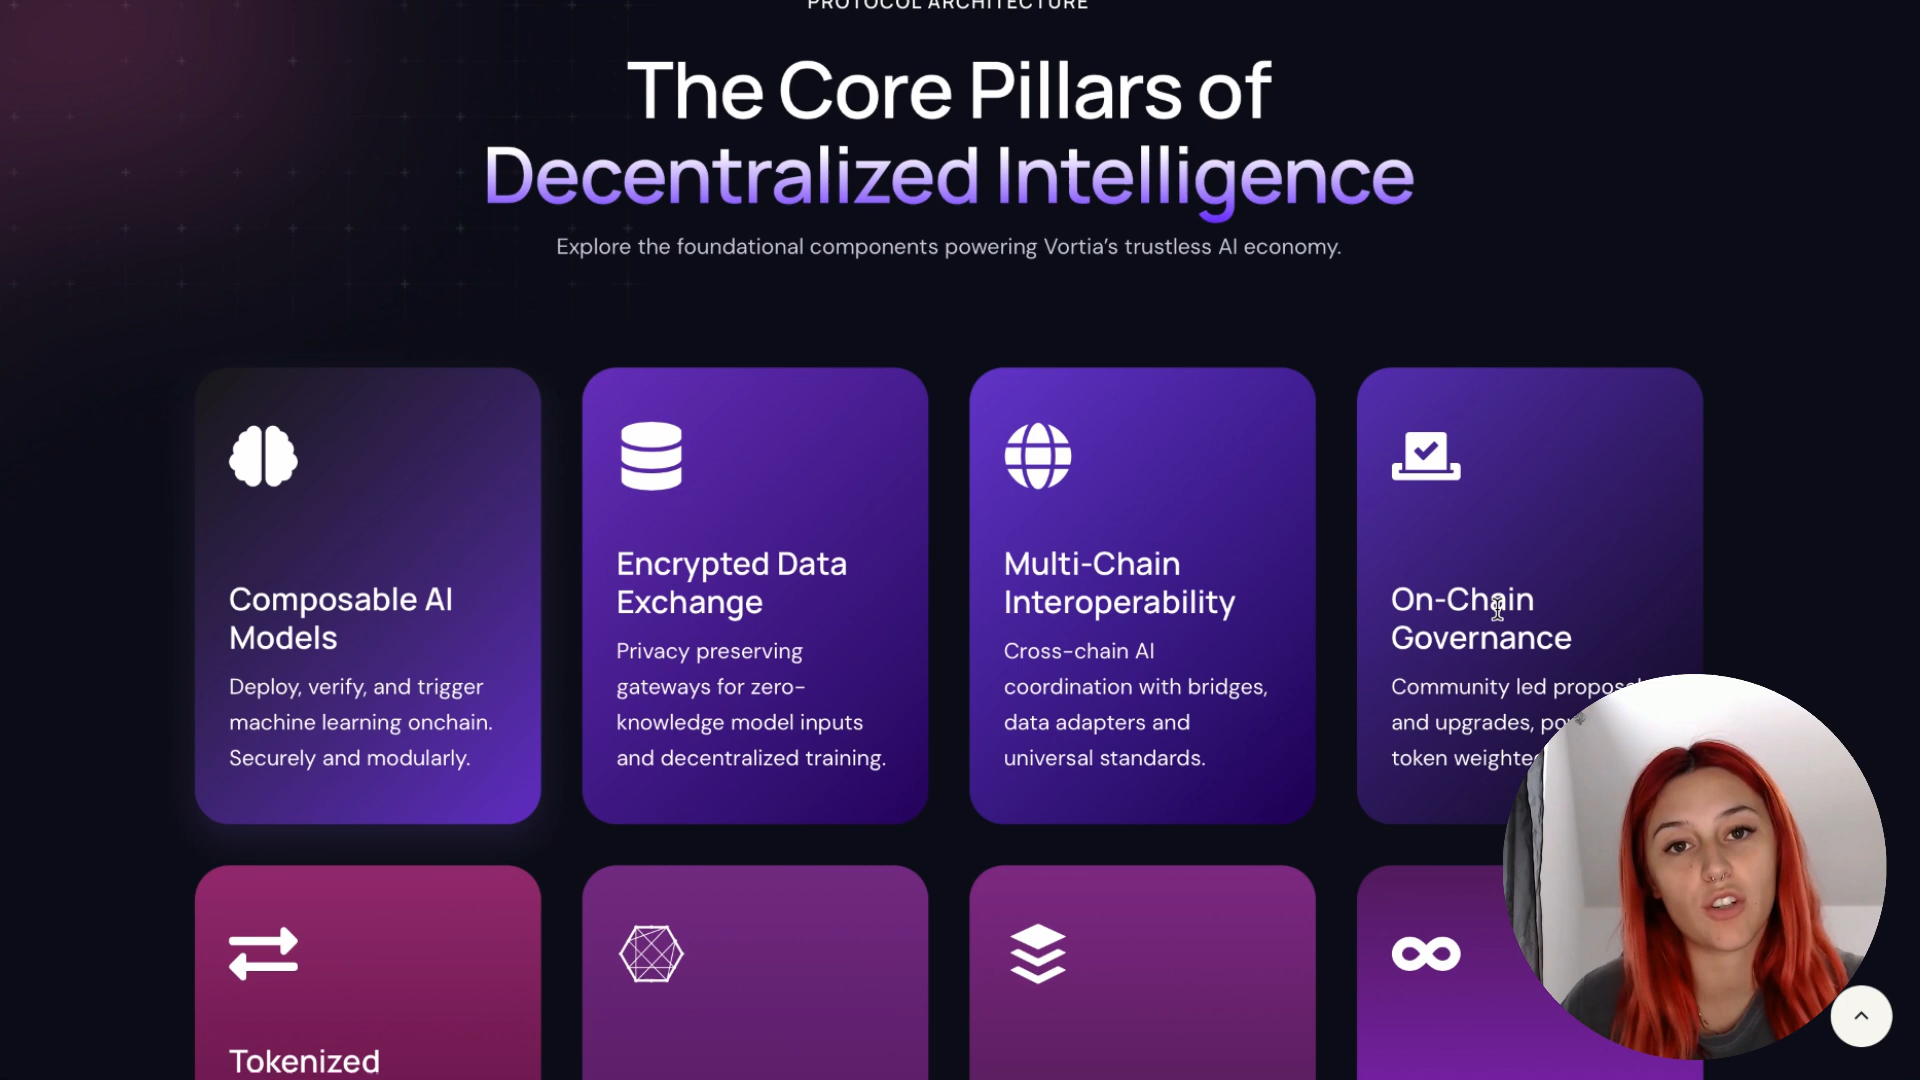 PROTOCOL ARCHITECTURE
The Core Pillars of
Decentralized Intelligence
Explore the foundational components powering Vortia's trustless AI economy.
Composable AI
Models
Deploy, verify, and trigger
machine learning onchain.
Securely and modularly.
Encrypted Data
Exchange
Privacy preserving
gateways for zero-
knowledge model inputs
and decentralized training.
Multi-Chain
Interoperability
Cross-chain AI
coordination with bridges,
data adapters and
universal standards.
On-Chain
Governance
Community led
and upgrades,
token
Tokenized